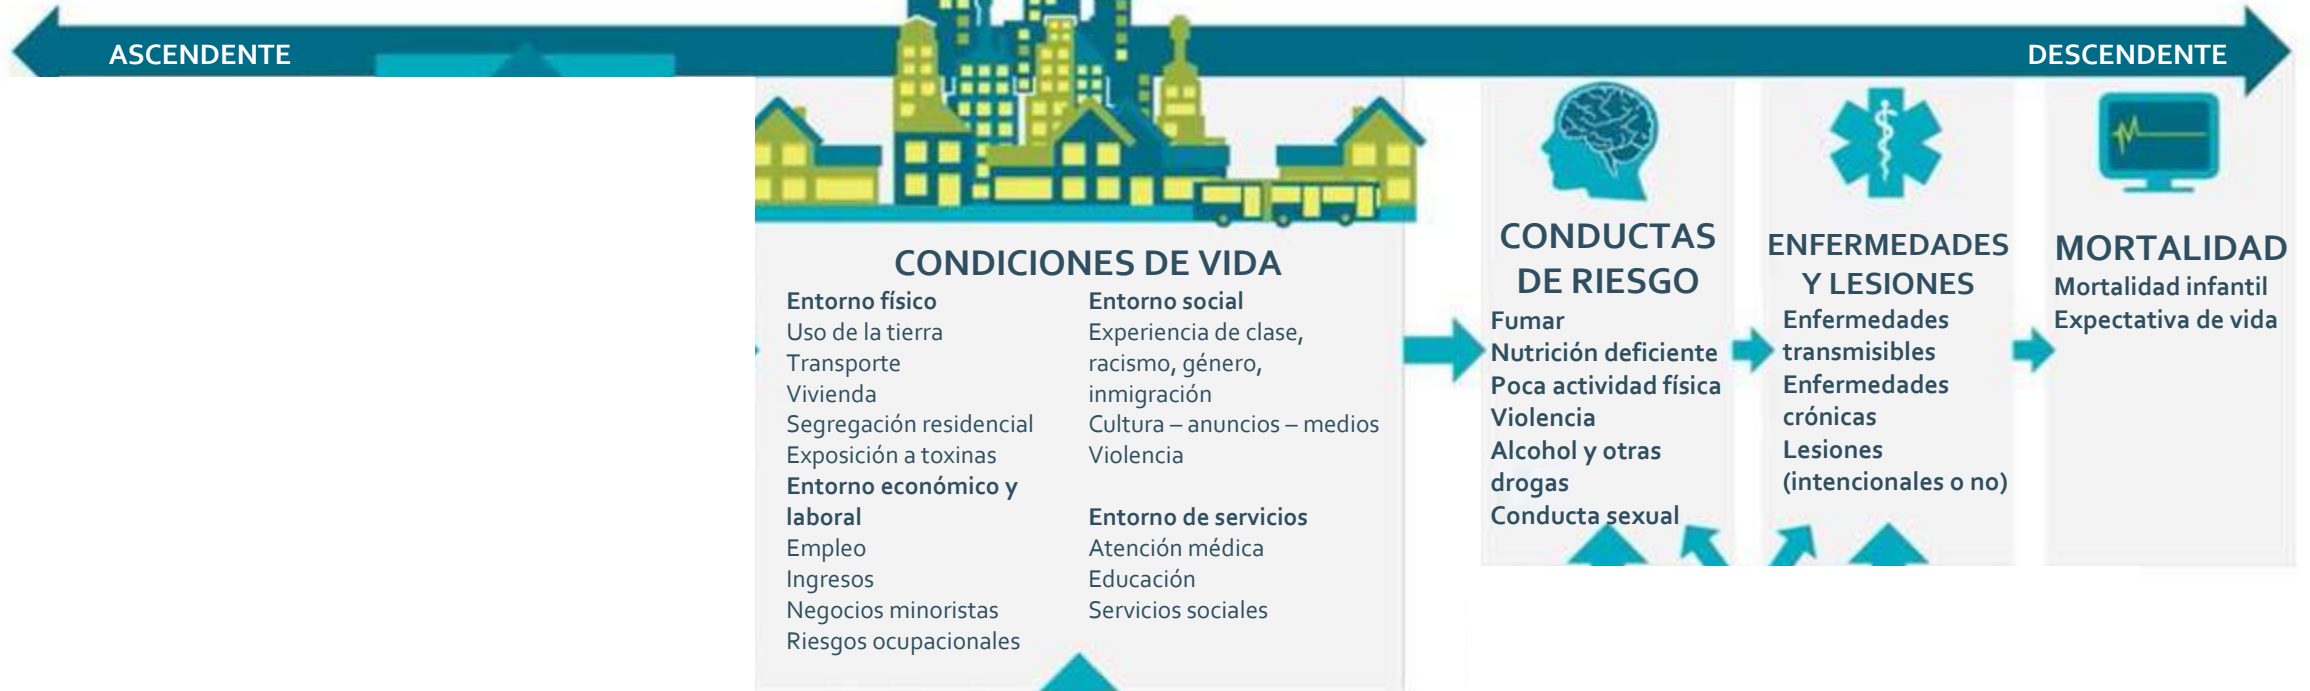 ASCENDENTE
DESCENDENTE
CONDICIONES DE VIDA
Entorno físico
Uso de la tierra
Transporte
Vivienda
Segregación residencial
Exposición a toxinas
Entorno económico y
laboral
Empleo
Ingresos
Negocios minoristas
Riesgos ocupacionales
Entorno social
Experiencia de clase,
racismo, género,
inmigración
Cultura – anuncios – medios
Violencia
Entorno de servicios
Atención médica
Educación
Servicios sociales
CONDUCTAS
DE RIESGO
Fumar
Nutrición deficiente
Poca actividad física
Violencia
Alcohol y otras
drogas
Conducta sexual
ENFERMEDADES
Y LESIONES
Enfermedades
transmisibles
Enfermedades
crónicas
Lesiones
(intencionales o no)
MORTALIDAD
Mortalidad infantil
Expectativa de vida